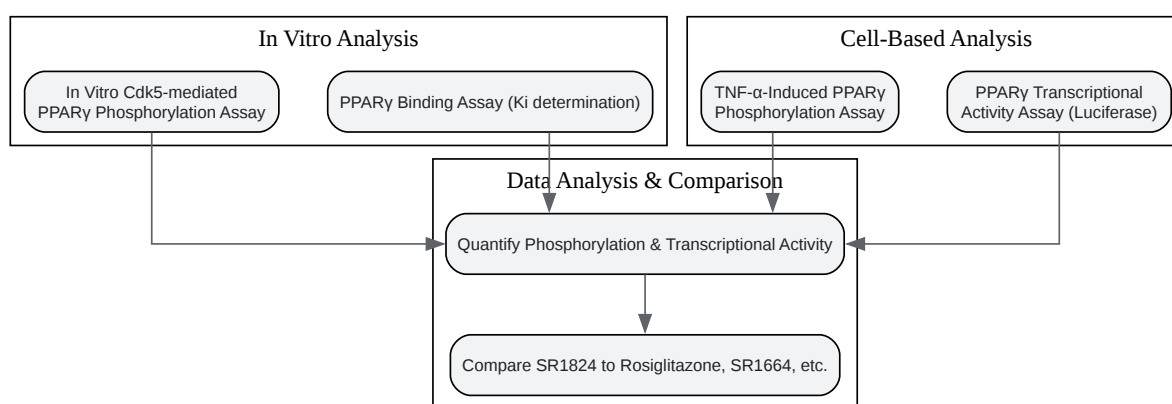 In Vitro Analysis
In Vitro Cdk5-mediated
PPARγ Phosphorylation Assay
PPARγ Binding Assay (Ki determination)
Cell-Based Analysis
TNF-α-Induced PPARγ
Phosphorylation Assay
PPARγ Transcriptional
Activity Assay (Luciferase)
Data Analysis & Comparison
Quantify Phosphorylation & Transcriptional Activity
Compare SR1824 to Rosiglitazone, SR1664, etc.